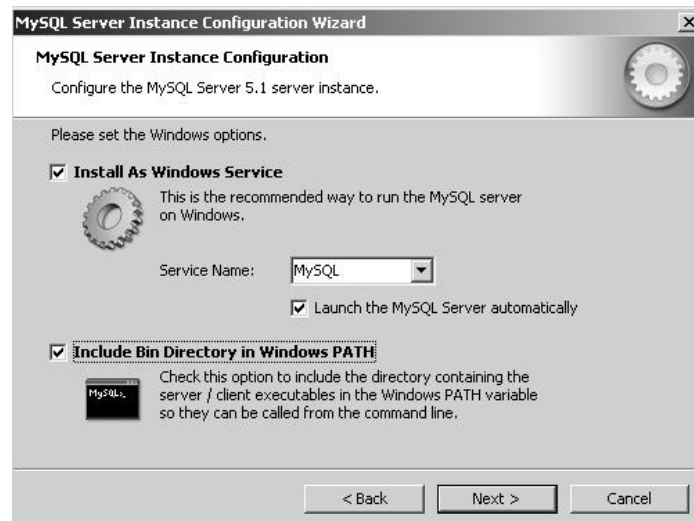 MySQL Server Instance Configuration Wizard
MySQL Server Instance Configuration
Configure the MySQL Server 5.1 server instance.
Please set the Windows options.
Install As Windows Service
This is the recommended way to run the MySQL server
on Windows.
Service Name: MySQL
Launch the MySQL Server automatically
Include Bin Directory in Windows PATH
MySQL>_
Check this option to include the directory containing the
server / client executables in the Windows PATH variable
so they can be called from the command line.
< Back Next > Cancel